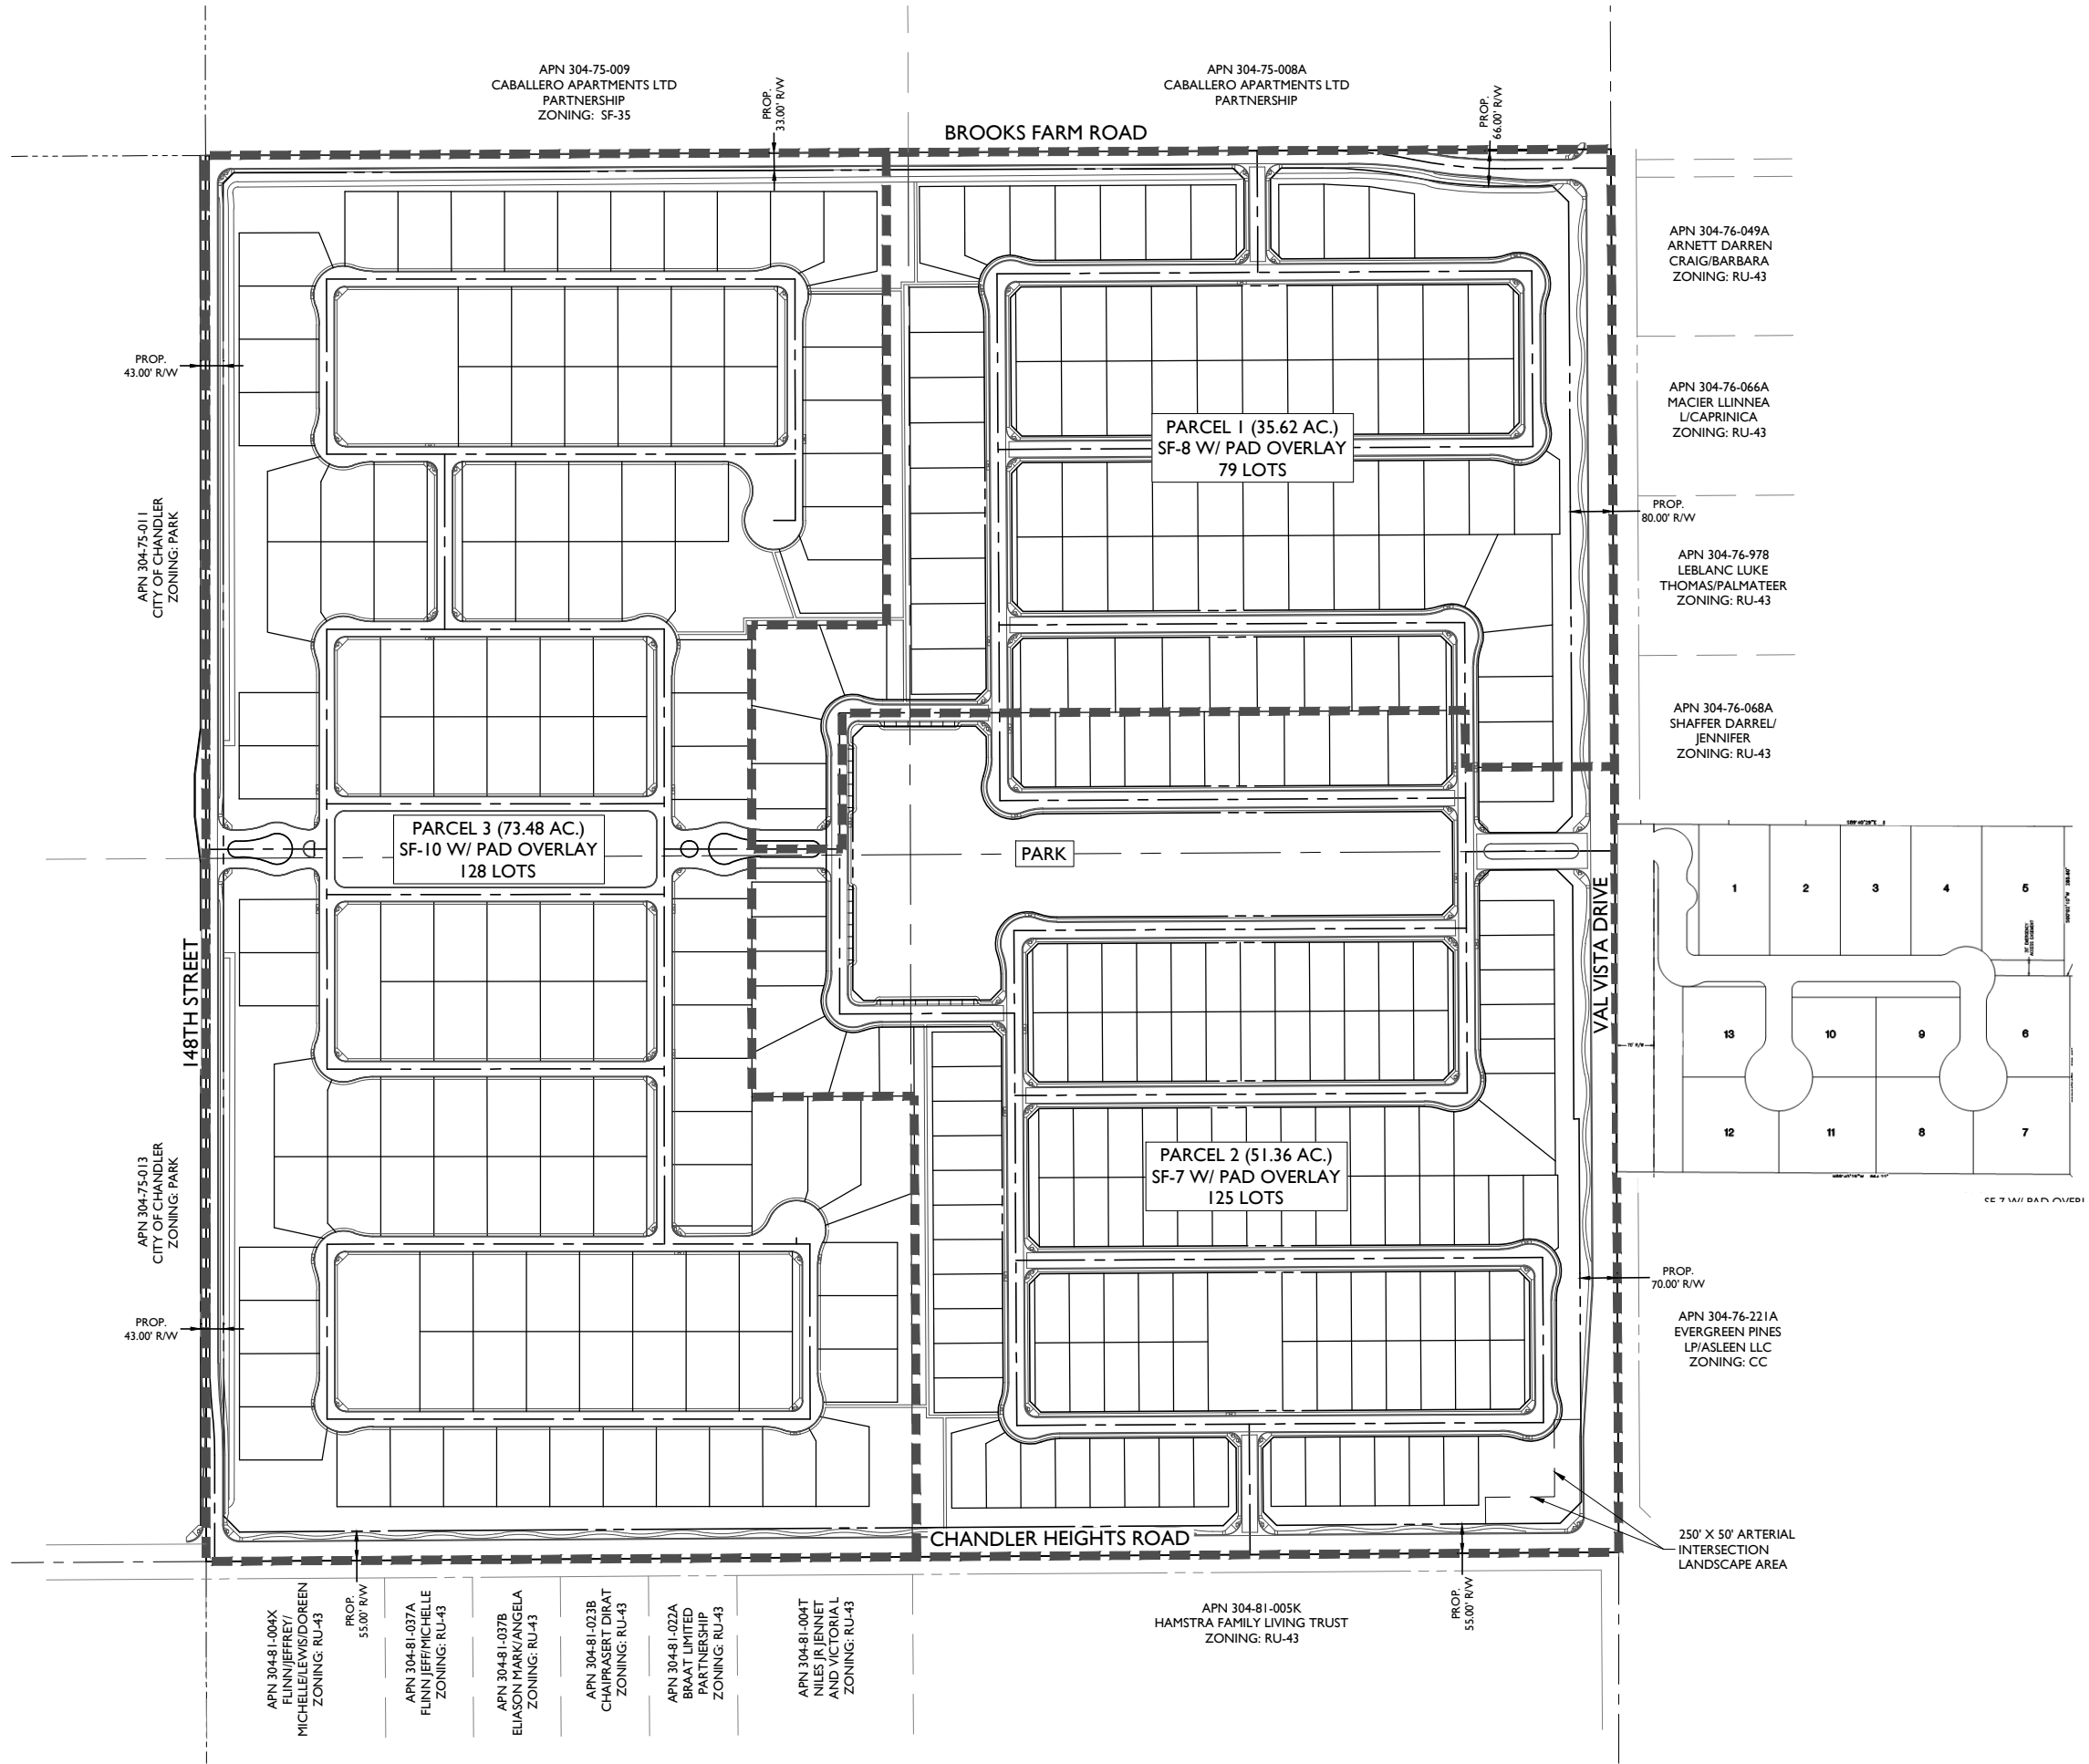 APN 304-75-009
CABALLERO APARTMENTS LTD
PARTNERSHIP
ZONING: SF-35
PROP.
33.00' R/W
APN 304-75-008A
CABALLERO APARTMENTS LTD
PARTNERSHIP
PROP.
66.00' R/W
BROOKS FARM ROAD
APN 304-76-049A
ARNETT DARREN
CRAIG/BARBARA
ZONING: RU-43
PROP.
43.00' R/W
APN 304-76-066A
MACIER LLINNEA
L/CAPRINICA
ZONING: RU-43
PARCEL 1 (35.62 AC.)
SF-8 W/ PAD OVERLAY
79 LOTS
PROP.
80.00' R/W
APN 304-75-011
CITY OF CHANDLER
ZONING: PARK
APN 304-76-978
LEBLANC LUKE
THOMAS/PALMATEER
ZONING: RU-43
APN 304-76-068A
SHAFFER DARREL/
JENNIFER
ZONING: RU-43
PARCEL 3 (73.48 AC.)
SF-10 W/ PAD OVERLAY
128 LOTS
PARK
148TH STREET
VAL VISTA DRIVE
1
2
3
4
5
13
10
9
6
12
11
8
7
SF-7 W/ PAD OVERL
APN 304-75-013
CITY OF CHANDLER
ZONING: PARK
PARCEL 2 (51.36 AC.)
SF-7 W/ PAD OVERLAY
125 LOTS
PROP.
70.00' R/W
PROP.
43.00' R/W
APN 304-76-221A
EVERGREEN PINES
LP/ASLEEN LLC
ZONING: CC
CHANDLER HEIGHTS ROAD
250' X 50' ARTERIAL
INTERSECTION
LANDSCAPE AREA
APN 304-81-004X
FLINN/JEFFREY/
MICHELLE/LEWIS/DOREEN
ZONING: RU-43
PROP.
55.00' R/W
APN 304-81-037A
FLINN JEFF/MICHELLE
ZONING: RU-43
APN 304-81-037B
ELIASON MARK/ANGELA
ZONING: RU-43
APN 304-81-023B
CHAIPRASERT DIRAT
ZONING: RU-43
APN 304-81-022A
BRAAT LIMITED
PARTNERSHIP
ZONING: RU-43
APN 304-81-004T
NILES JR JENNET
AND VICTORIA L
ZONING: RU-43
APN 304-81-005K
HAMSTRA FAMILY LIVING TRUST
ZONING: RU-43
PROP.
55.00' R/W